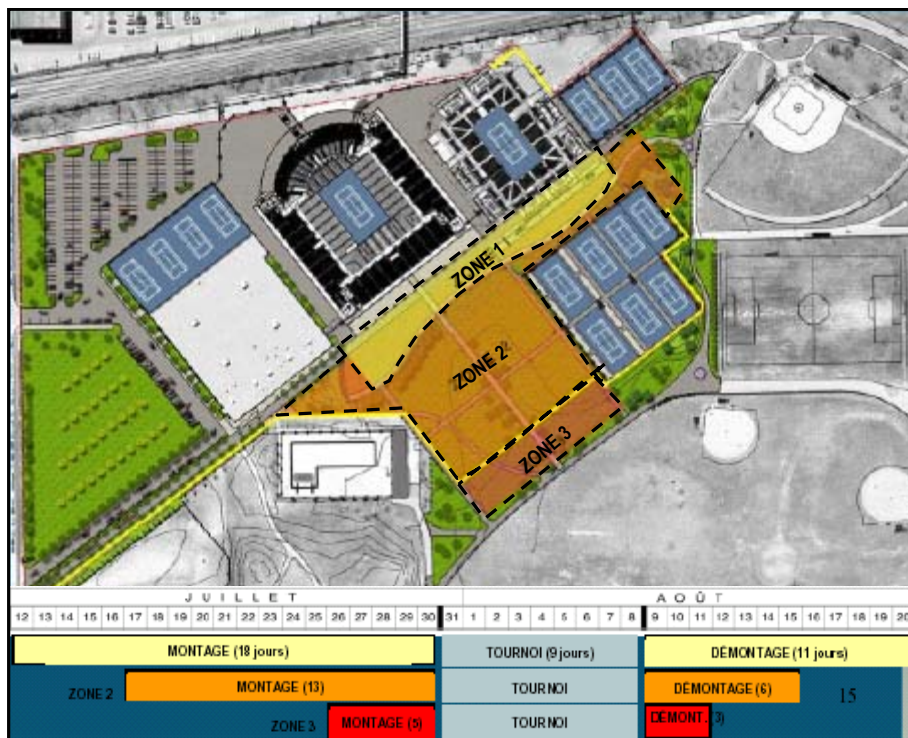 ZONE 1
ZONE 2
ZONE 3
JUILLET AOÛT
12 13 14 15 16 17 18 19 20 21 22 23 24 25 26 27 28 29 30 31 1 2 3 4 5 6 7 8 9 10 11 12 13 14 15 16 17 18 19 20
MONTAGE (18 jours) TOURNOI (9 jours) DÉMONTAGE (11 jours)
ZONE 2 MONTAGE (13) TOURNOI DÉMONTAGE (6) 15
ZONE 3 MONTAGE (5) TOURNOI DÉMONT. (3)